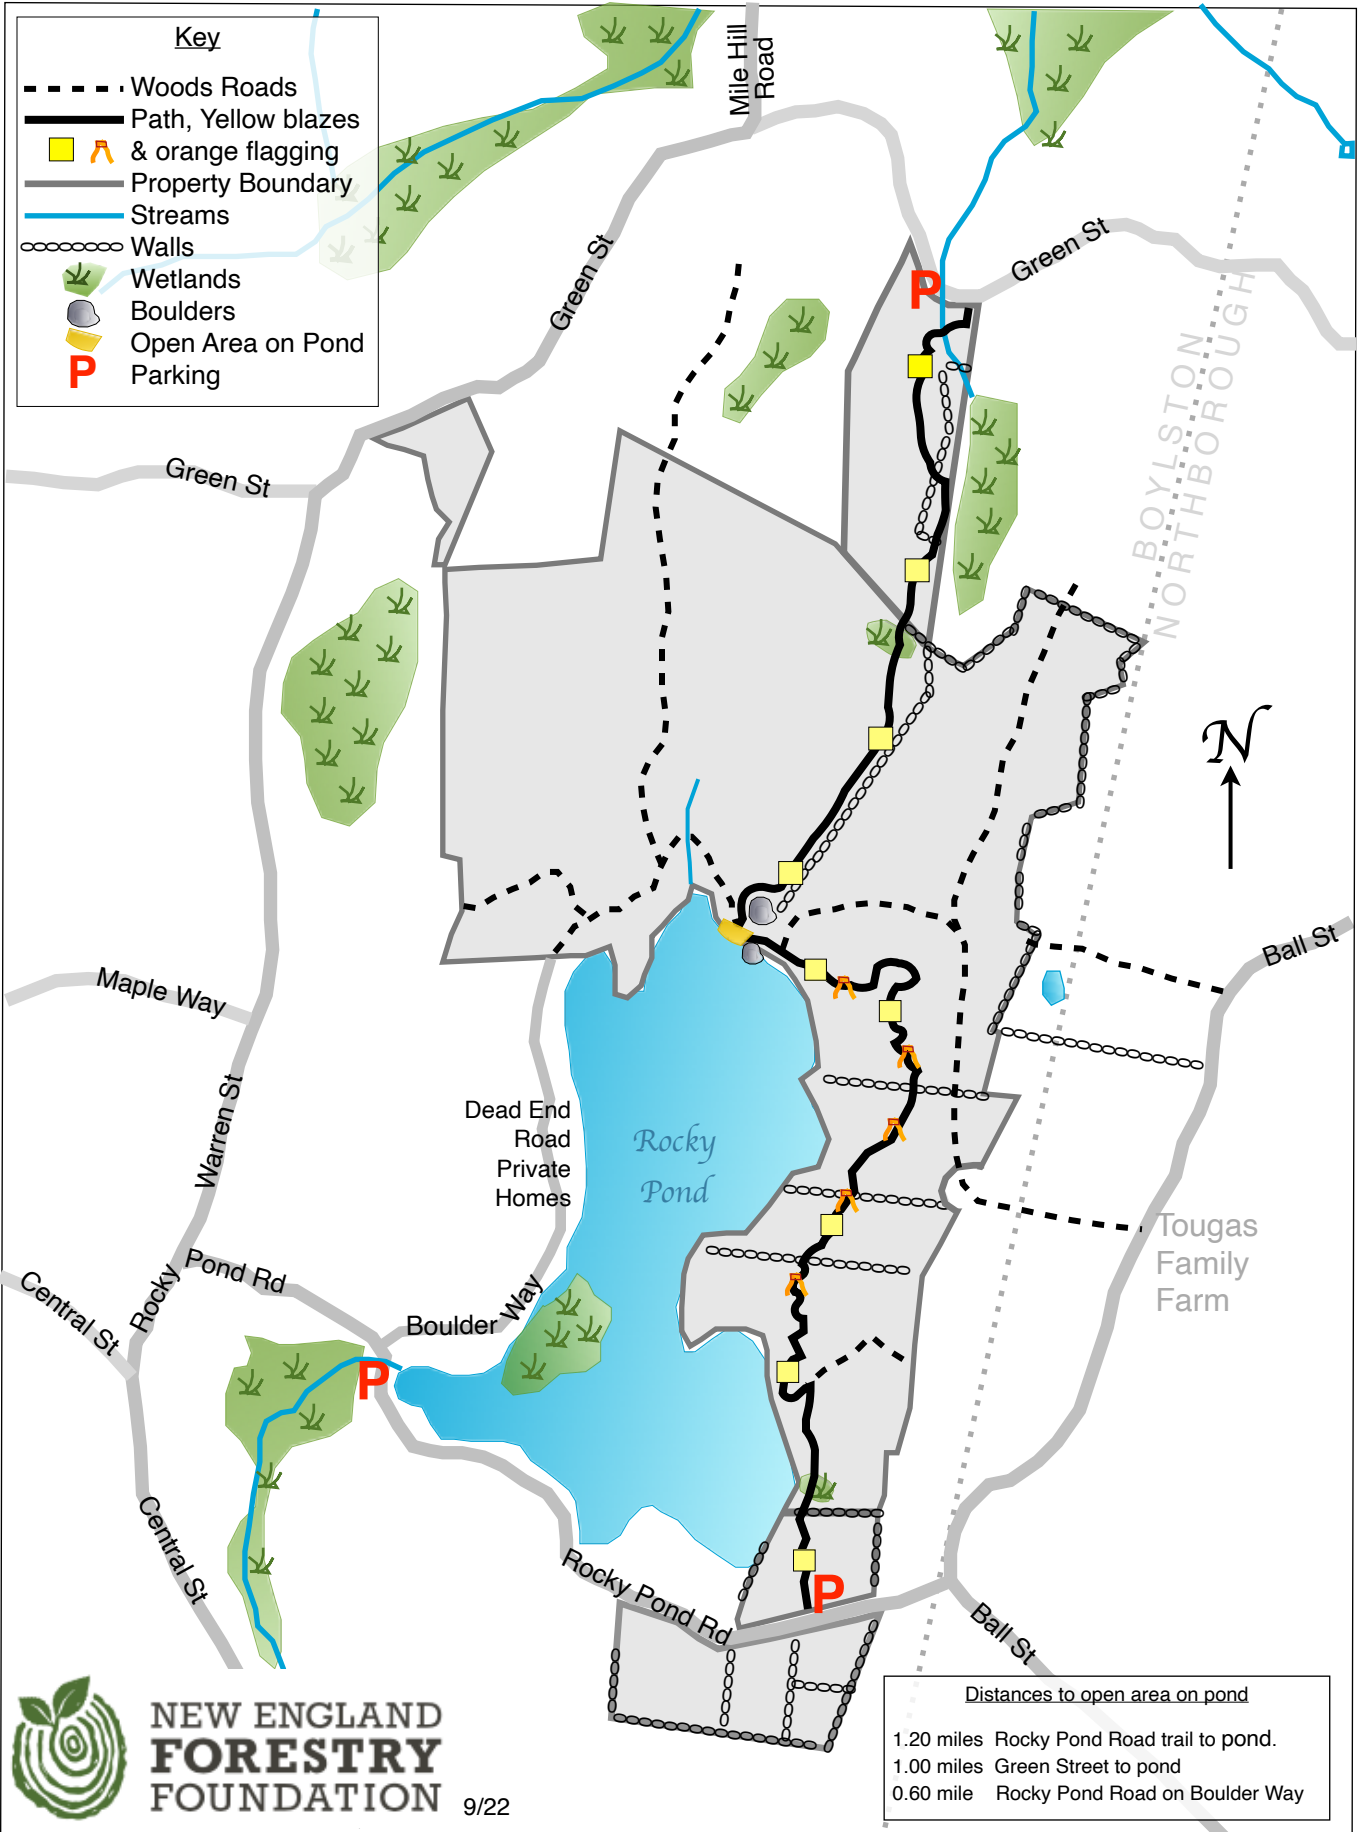 Key
Woods Roads
Path, Yellow blazes
& orange flagging
Property Boundary
Streams
Walls
Wetlands
Boulders
Open Area on Pond
P Parking
Mile Hill
Road
Green St
Green St
P
Green St
BOYLSTON
NORTHBOROUGH
N
Maple Way
Ball St
Warren St
Dead End
Road
Private
Homes
Rocky
Pond
Tougas
Family
Farm
Central St
Rocky Pond Rd
Boulder Way
P
Central St
Rocky Pond Rd
P
Ball St
NEW ENGLAND
FORESTRY
FOUNDATION
9/22
Distances to open area on pond
1.20 miles Rocky Pond Road trail to pond.
1.00 miles Green Street to pond
0.60 mile Rocky Pond Road on Boulder Way